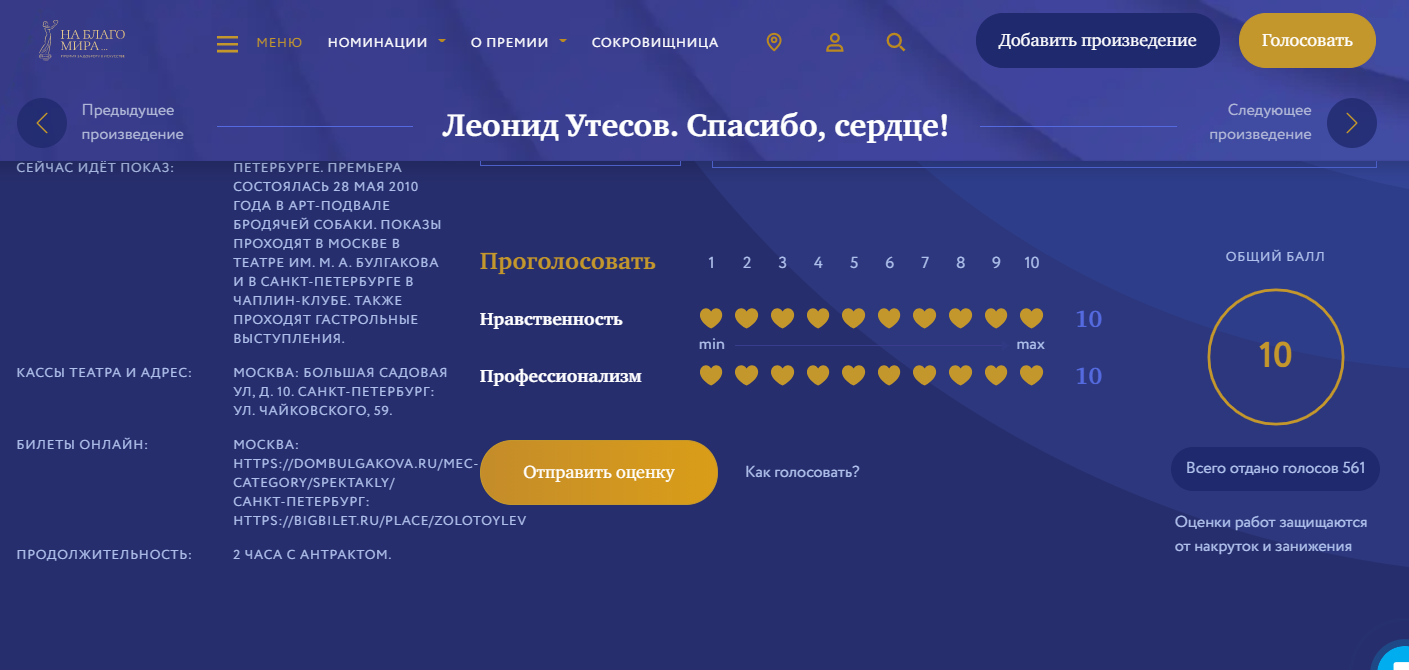 НА БЛАГО
МИРА...
МЕНЮ
НОМИНАЦИИ
О ПРЕМИИ
СОКРОВИЩНИЦА
Добавить произведение
Голосовать
Предыдущее
произведение
Леонид Утесов. Спасибо, сердце!
Следующее
произведение
СЕЙЧАС ИДЁТ ПОКАЗ:
ПЕТЕРБУРГЕ. ПРЕМЬЕРА
СОСТОЯЛАСЬ 28 МАЯ 2010
ГОДА В АРТ-ПОДВАЛЕ
БРОДЯЧЕЙ СОБАКИ. ПОКАЗЫ
ПРОХОДЯТ В МОСКВЕ В
ТЕАТРЕ ИМ. М. А. БУЛГАКОВА
И В САНКТ-ПЕТЕРБУРГЕ В
ЧАПЛИН-КЛУБЕ. ТАКЖЕ
ПРОХОДЯТ ГАСТРОЛЬНЫЕ
ВЫСТУПЛЕНИЯ.
КАССЫ ТЕАТРА И АДРЕС:
МОСКВА: БОЛЬШАЯ САДОВАЯ
УЛ, Д. 10. САНКТ-ПЕТЕРБУРГ:
УЛ. ЧАЙКОВСКОГО, 59.
БИЛЕТЫ ОНЛАЙН:
МОСКВА:
HTTPS://DOMBULGAKOVA.RU/MEC-
CATEGORY/SPEKTAKLY/
САНКТ-ПЕТЕРБУРГ:
HTTPS://BIGBILET.RU/PLACE/ZOLOTOYLEV
ПРОДОЛЖИТЕЛЬНОСТЬ:
2 ЧАСА С АНТРАКТОМ.
Проголосовать
1 2 3 4 5 6 7 8 9 10
Нравственность
10
min
max
Профессионализм
10
Отправить оценку
Как голосовать?
ОБЩИЙ БАЛЛ
10
Всего отдано голосов 561
Оценки работ защищаются
от накруток и занижения